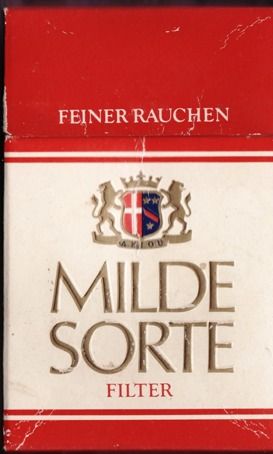 FEINER RAUCHEN
MILDE
SORTE
FILTER